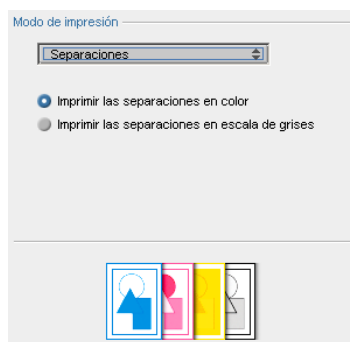 Modo de impresión
Separaciones
Imprimir las separaciones en color
Imprimir las separaciones en escala de grises